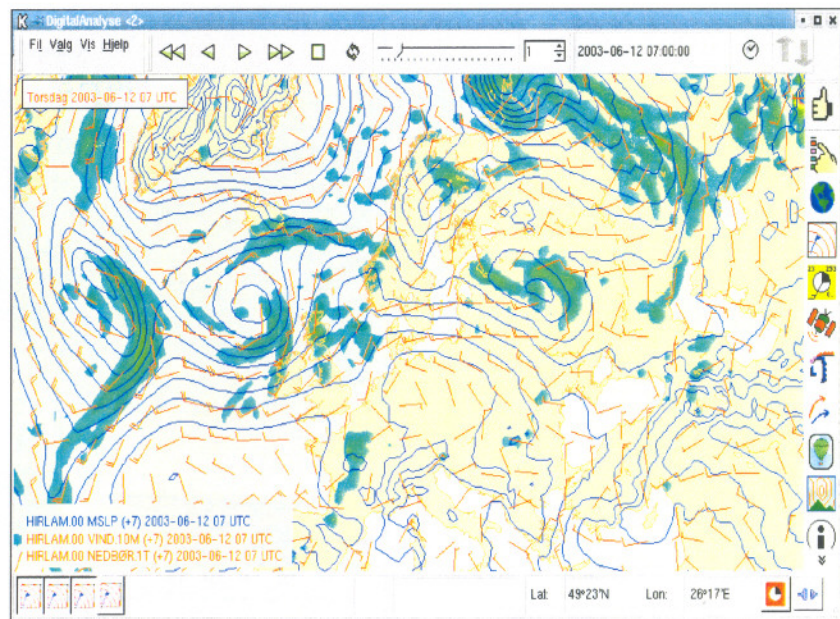 K DigitalAnalyse <2>
Fil Valg Vis Hjelp
1 2003-06-12 07:00:00
Torsdag 2003-06-12 07 UTC
HIRLAM.00 MSLP (+7) 2003-06-12 07 UTC
HIRLAM.00 VIND.10M (+7) 2003-06-12 07 UTC
HIRLAM.00 NEDBØR.1T (+7) 2003-06-12 07 UTC
Lat: 49°23'N Lon: 26°17'E